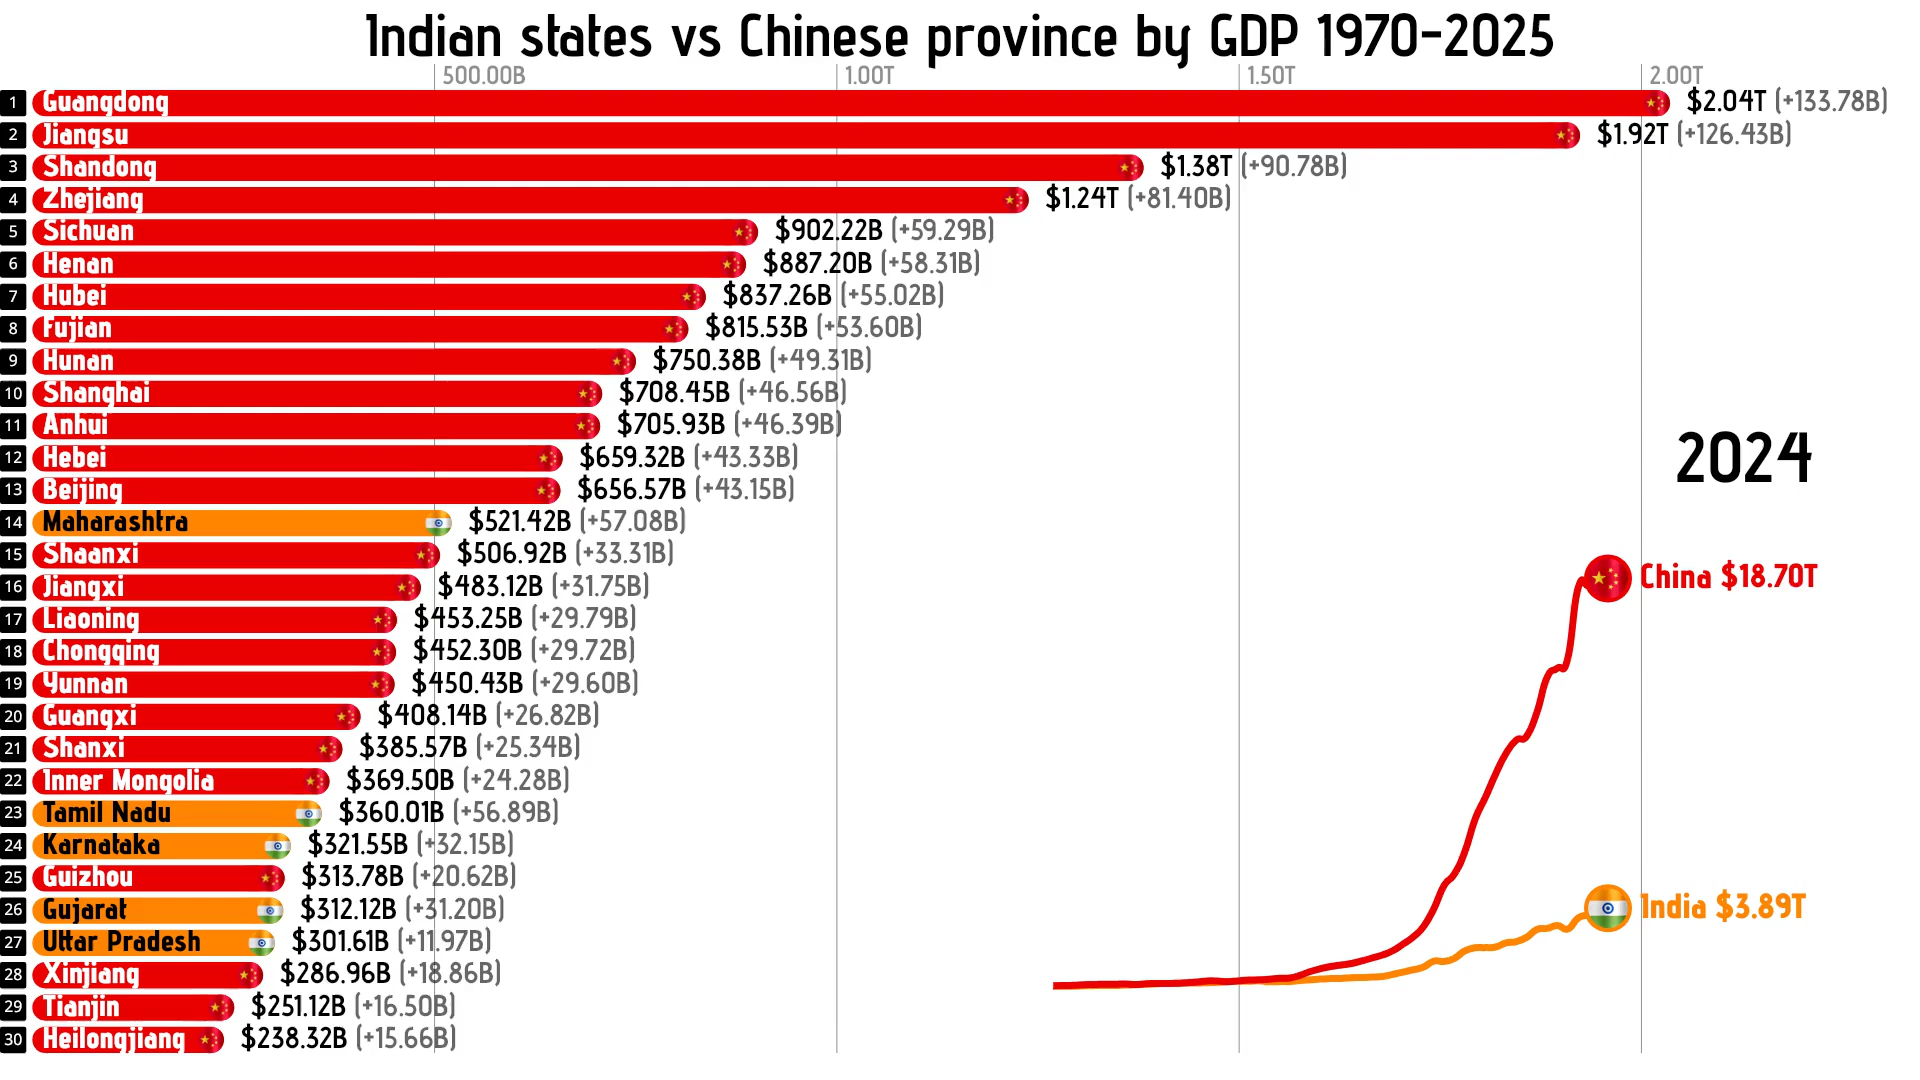 Indian states vs Chinese province by GDP 1970-2025
500.00B 1.00T 1.50T 2.00T
1 Guangdong $2.04T (+133.78B)
2 Jiangsu $1.92T (+126.43B)
3 Shandong $1.38T (+90.78B)
4 Zhejiang $1.24T (+81.40B)
5 Sichuan $902.22B (+59.29B)
6 Henan $887.20B (+58.31B)
7 Hubei $837.26B (+55.02B)
8 Fujian $815.53B (+53.60B)
9 Hunan $750.38B (+49.31B)
10 Shanghai $708.45B (+46.56B)
11 Anhui $705.93B (+46.39B)
12 Hebei $659.32B (+43.33B)
13 Beijing $656.57B (+43.15B)
2024
14 Maharashtra $521.42B (+57.08B)
15 Shaanxi $506.92B (+33.31B)
16 Jiangxi $483.12B (+31.75B)
China $18.70T
17 Liaoning $453.25B (+29.79B)
18 Chongqing $452.30B (+29.72B)
19 Yunnan $450.43B (+29.60B)
20 Guangxi $408.14B (+26.82B)
21 Shanxi $385.57B (+25.34B)
22 Inner Mongolia $369.50B (+24.28B)
23 Tamil Nadu $360.01B (+56.89B)
24 Karnataka $321.55B (+32.15B)
25 Guizhou $313.78B (+20.62B)
26 Gujarat $312.12B (+31.20B)
India $3.89T
27 Uttar Pradesh $301.61B (+11.97B)
28 Xinjiang $286.96B (+18.86B)
29 Tianjin $251.12B (+16.50B)
30 Heilongjiang $238.32B (+15.66B)